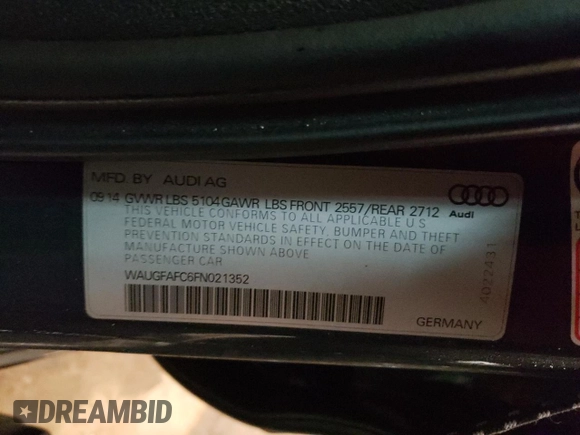 MFD. BY AUDI AG
09 14 GVWR LBS 5104 GAWR LBS FRONT 2557/REAR 2712
THIS VEHICLE CONFORMS TO ALL APPLICABLE U S
FEDERAL MOTOR VEHICLE SAFETY, BUMPER AND THEFT
PREVENTION STANDARDS IN EFFECT ON THE DATE OF
MANUFACTURE SHOWN ABOVE
PASSENGER CAR
WAUGFAFC6FN021352
Audi
4022431
GERMANY
DREAMBID